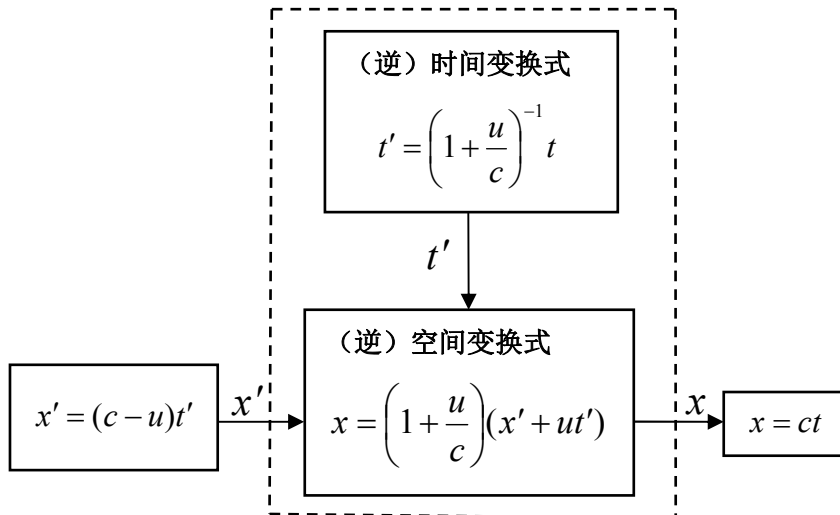 （逆）时间变换式
t′ = (1 + u/c)⁻¹ t
t′
（逆）空间变换式
x′ = (c − u)t′
x′
x = (1 + u/c)(x′ + ut′)
x
x = ct